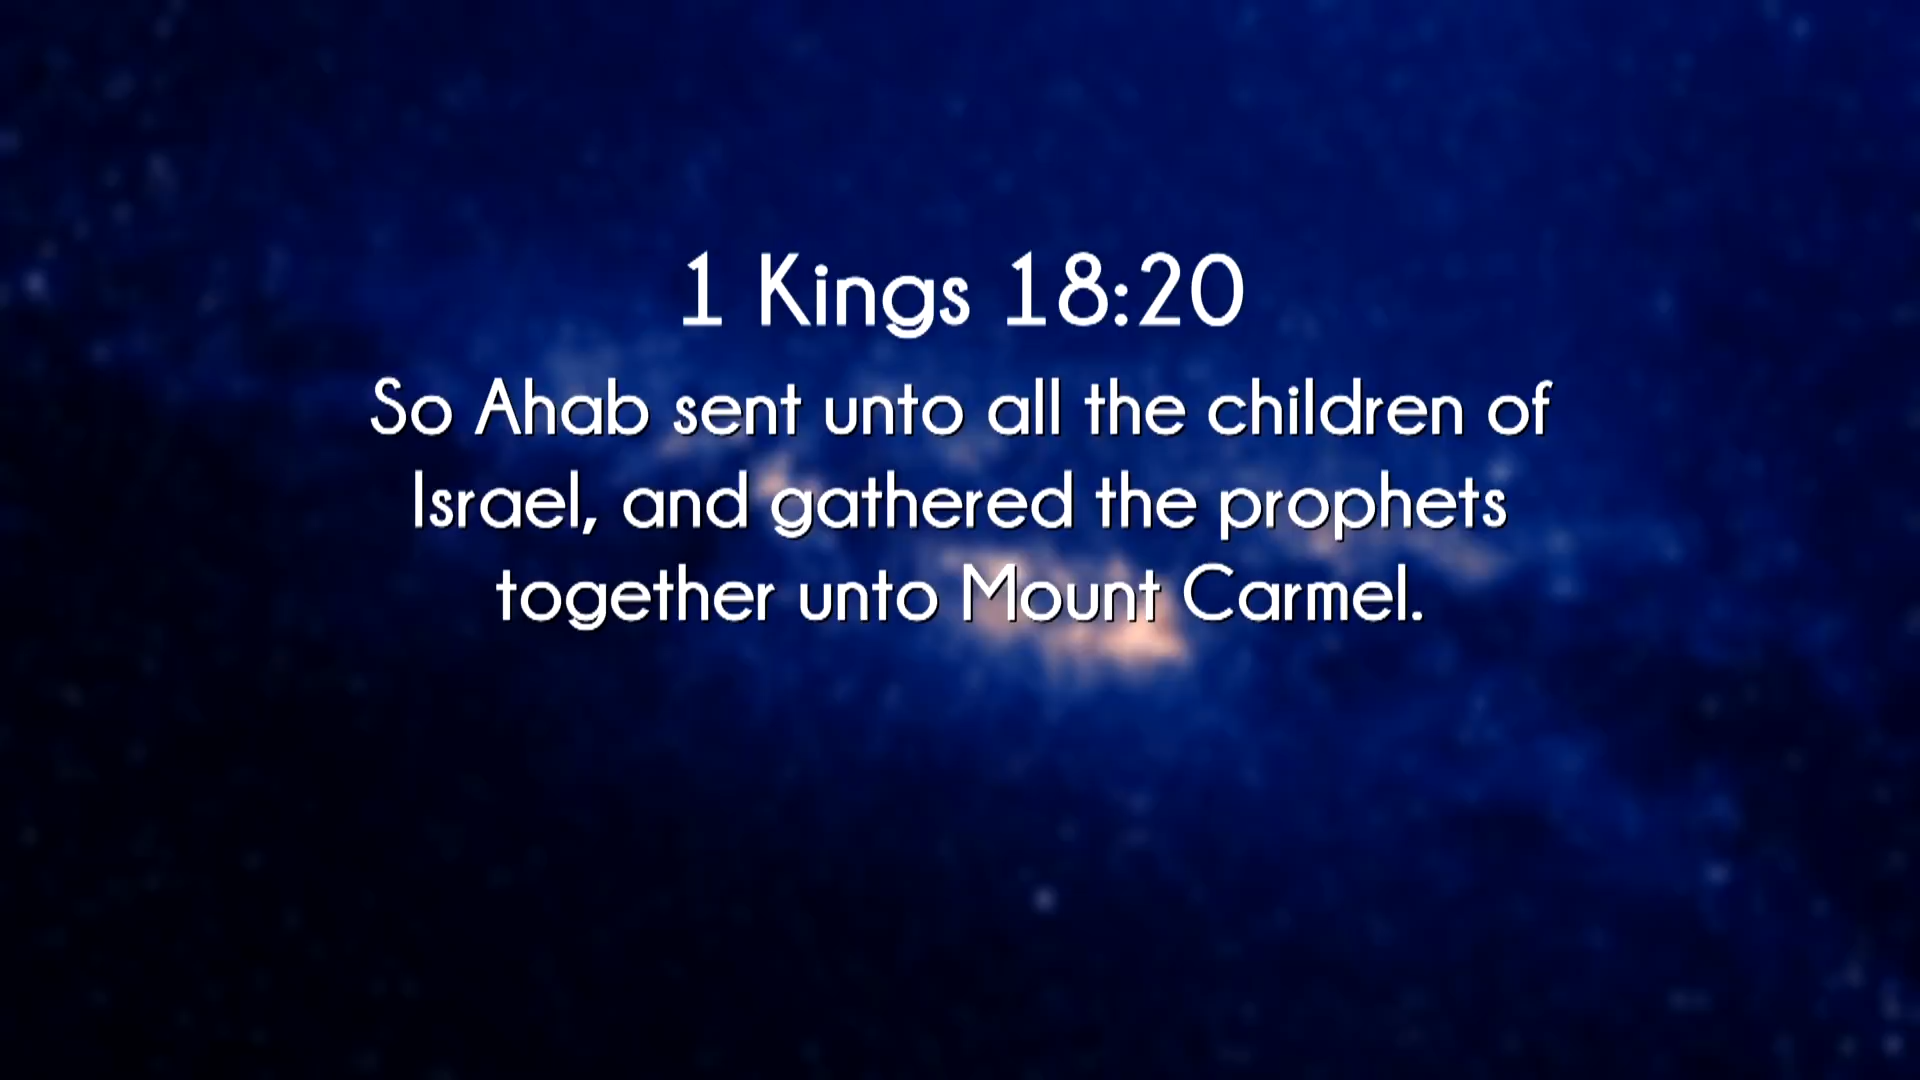 1 Kings 18:20
So Ahab sent unto all the children of
Israel, and gathered the prophets
together unto Mount Carmel.